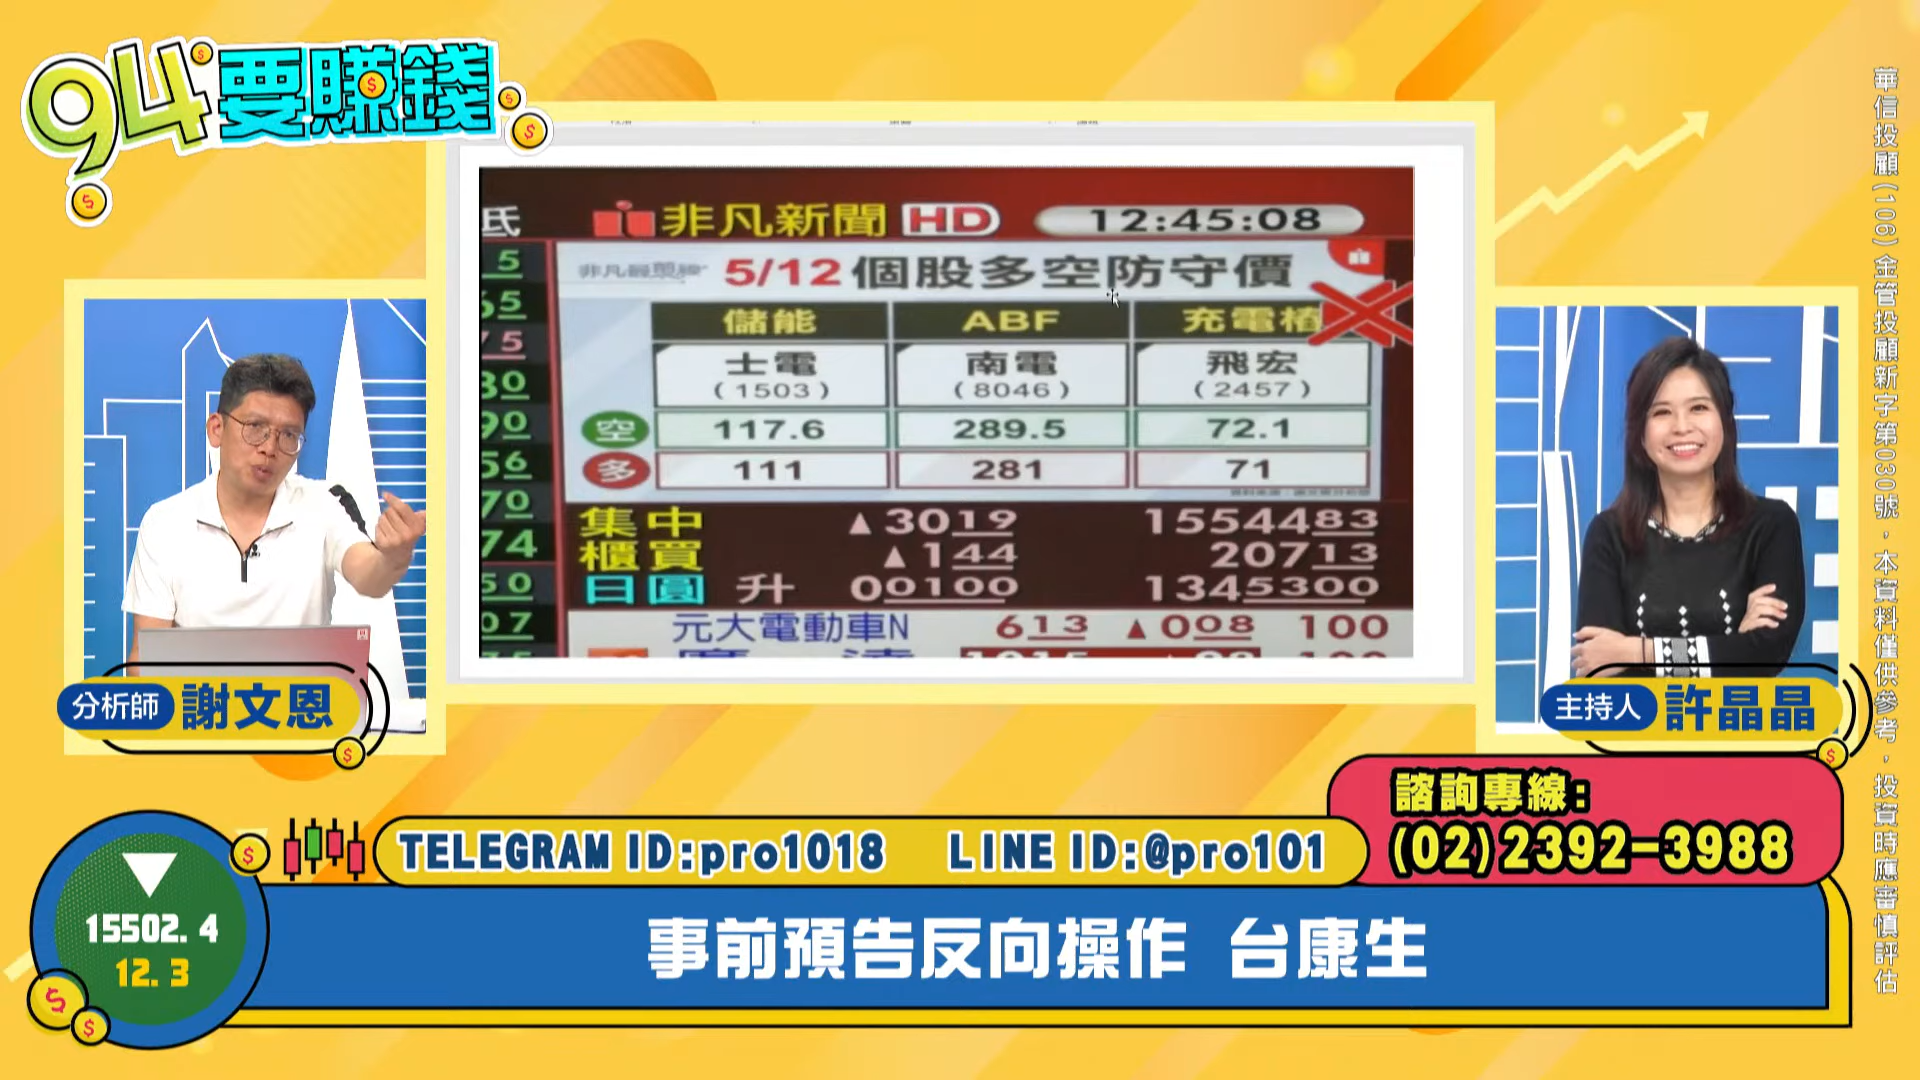 94要賺錢
氏 非凡新聞 HD 12:45:08
5/12個股多空防守價
儲能 ABF 充電樁
士電 南電 飛宏
(1503) (8046) (2457)
空 117.6 289.5 72.1
多 111 281 71
集中 ▲3019 1554483
櫃買 ▲144 20713
日圓 升 00100 1345300
元大電動車N 613 ▲008 100
分析師 謝文恩
主持人 許晶晶
諮詢專線:
(02)2392-3988
TELEGRAM ID:pro1018 LINE ID:@pro101
▼
15502.4
12.3
事前預告反向操作 台康生
華信投顧(106)金管投顧新字第030號，本資料僅供參考，投資時應審慎評估